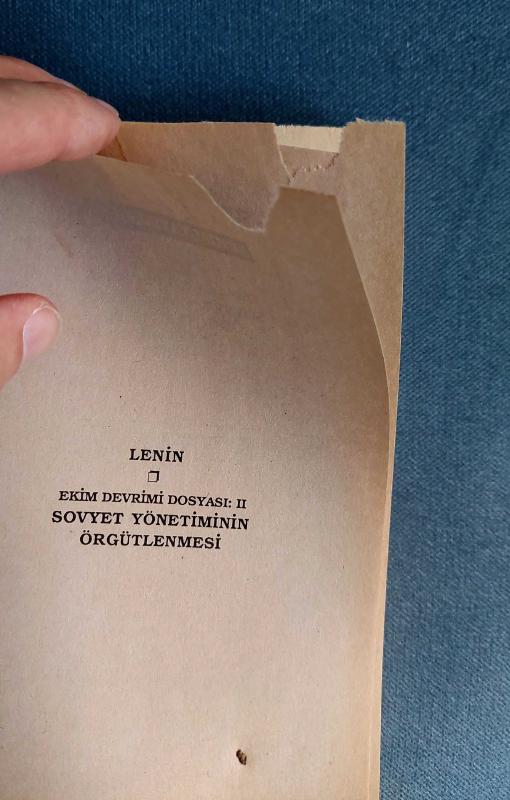 LENİN
❐
EKİM DEVRİMİ DOSYASI: II
SOVYET YÖNETİMİNİN
ÖRGÜTLENMESİ